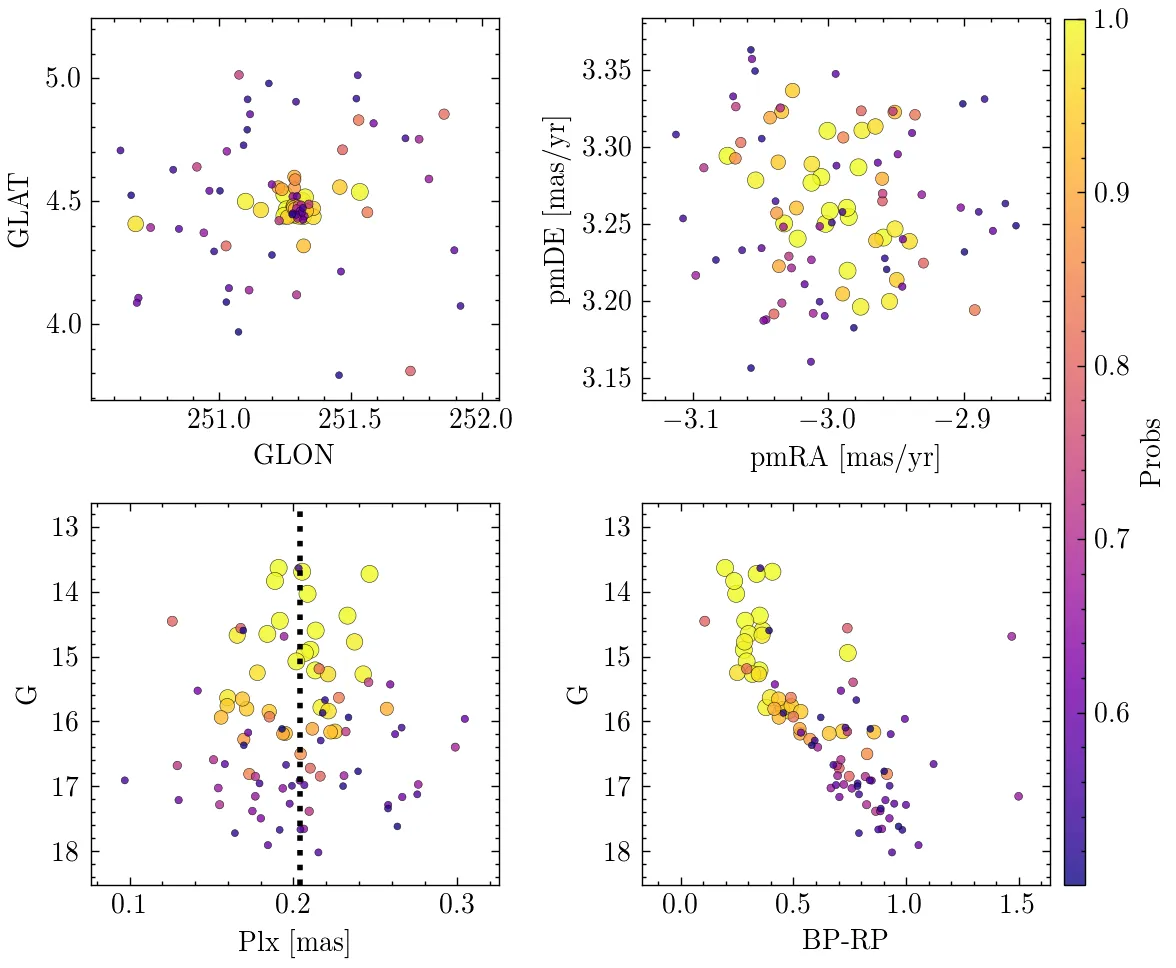 5.0
4.5
4.0
GLAT
251.0 251.5 252.0
GLON
3.35
3.30
3.25
3.20
3.15
pmDE [mas/yr]
−3.1 −3.0 −2.9
pmRA [mas/yr]
1.0
0.9
0.8
0.7
0.6
Probs
13
14
15
16
17
18
G
0.1 0.2 0.3
Plx [mas]
13
14
15
16
17
18
G
0.0 0.5 1.0 1.5
BP-RP